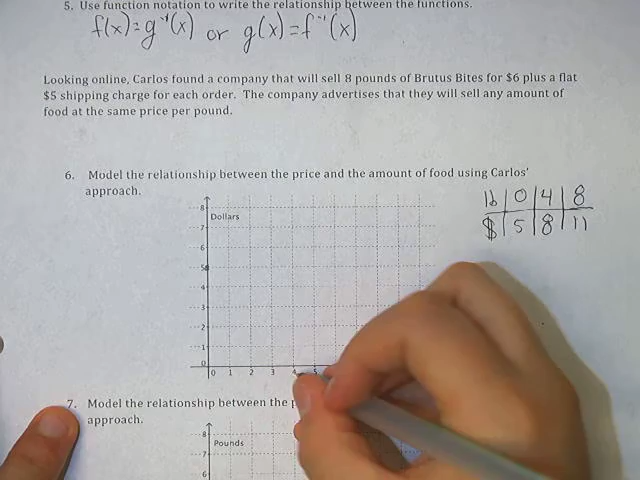 5. Use function notation to write the relationship between the functions.
f(x)=g⁻¹(x) or g(x)=f⁻¹(x)
Looking online, Carlos found a company that will sell 8 pounds of Brutus Bites for $6 plus a flat
$5 shipping charge for each order. The company advertises that they will sell any amount of
food at the same price per pound.
6. Model the relationship between the price and the amount of food using Carlos'
approach.
lb 0 4 8
$ 5 8 11
8
Dollars
7
6
5
4
3
2
1
0
0 1 2 3 4 5
7. Model the relationship between the
approach.
8
Pounds
7
6